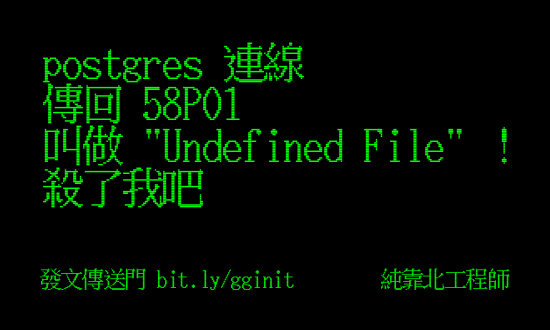 postgres 連線
傳回 58P01
叫做 "Undefined File" !
殺了我吧
發文傳送門 bit.ly/gginit 純靠北工程師